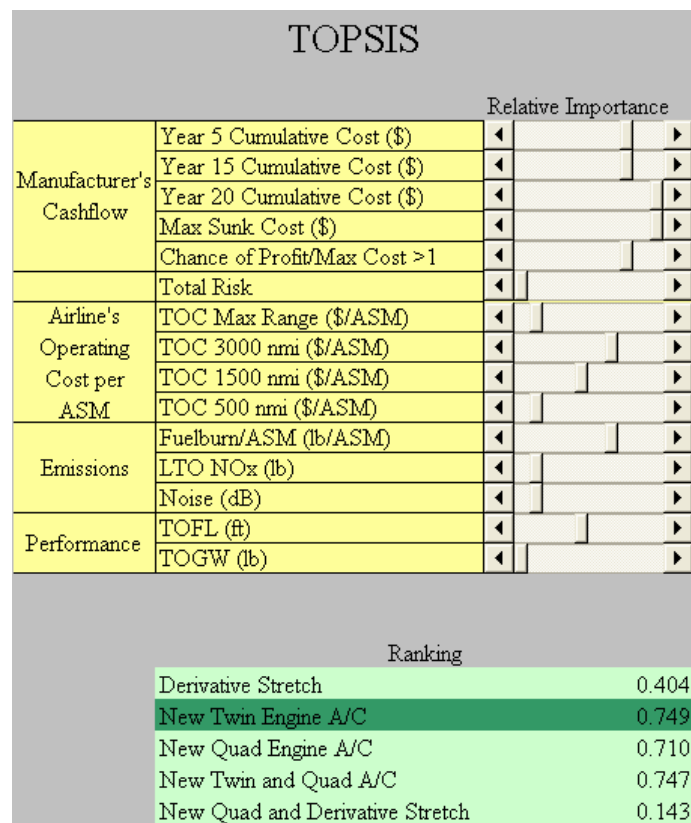 TOPSIS
Relative Importance
Manufacturer's
Cashflow
Year 5 Cumulative Cost ($)
Year 15 Cumulative Cost ($)
Year 20 Cumulative Cost ($)
Max Sunk Cost ($)
Chance of Profit/Max Cost >1
Total Risk
Airline's
Operating
Cost per
ASM
TOC Max Range ($/ASM)
TOC 3000 nmi ($/ASM)
TOC 1500 nmi ($/ASM)
TOC 500 nmi ($/ASM)
Emissions
Fuelburn/ASM (lb/ASM)
LTO NOx (lb)
Noise (dB)
Performance
TOFL (ft)
TOGW (lb)
Ranking
Derivative Stretch 0.404
New Twin Engine A/C 0.749
New Quad Engine A/C 0.710
New Twin and Quad A/C 0.747
New Quad and Derivative Stretch 0.143